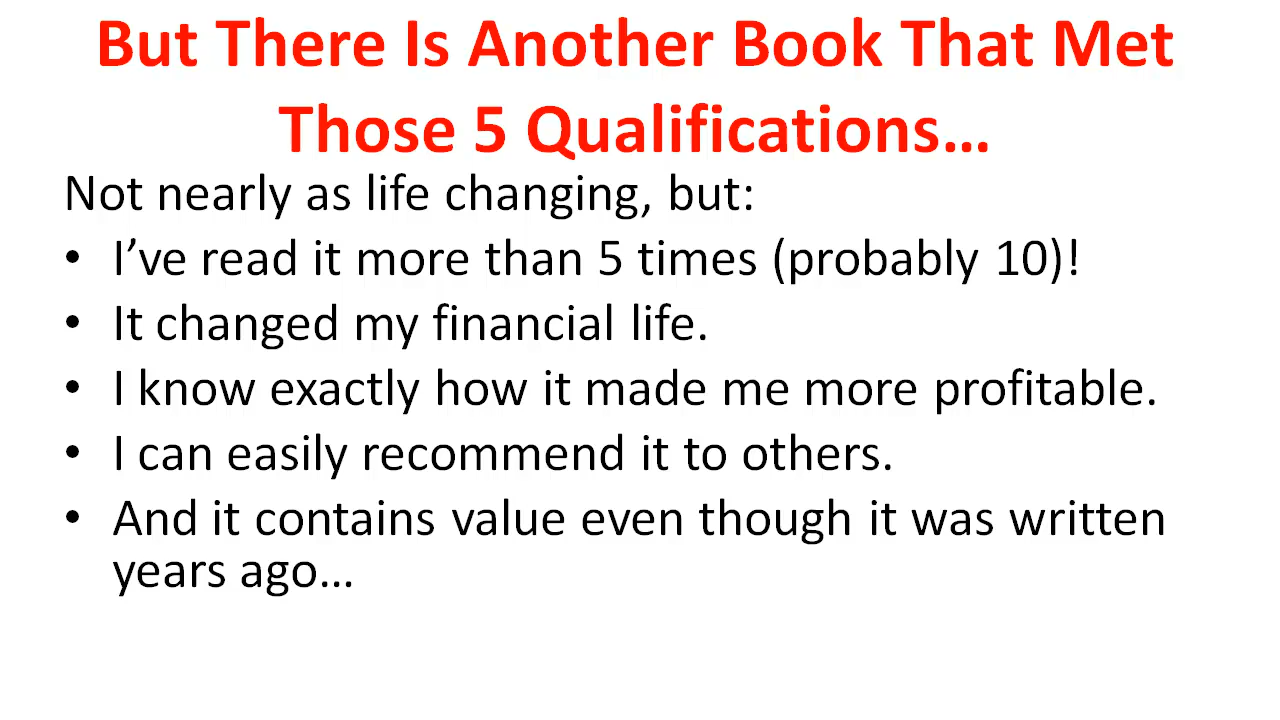 But There Is Another Book That Met
Those 5 Qualifications…
Not nearly as life changing, but:
• I’ve read it more than 5 times (probably 10)!
• It changed my financial life.
• I know exactly how it made me more profitable.
• I can easily recommend it to others.
• And it contains value even though it was written
years ago…